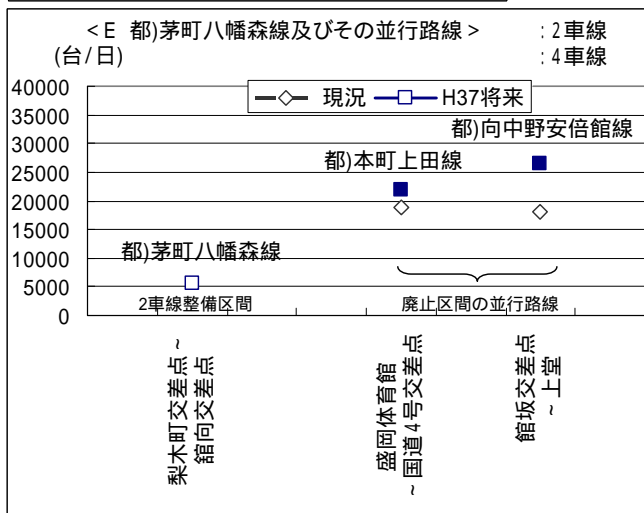 <E 都)茅町八幡森線及びその並行路線> :2車線
(台/日) :4車線
40000
現況 H37将来
35000
30000
都)向中野安倍館線
都)本町上田線
25000
20000
15000
都)茅町八幡森線
10000
5000
2車線整備区間 廃止区間の並行路線
0
梨木町交差点~
舘向交差点
盛岡体育館
~国道4号交差点
館坂交差点
~上堂